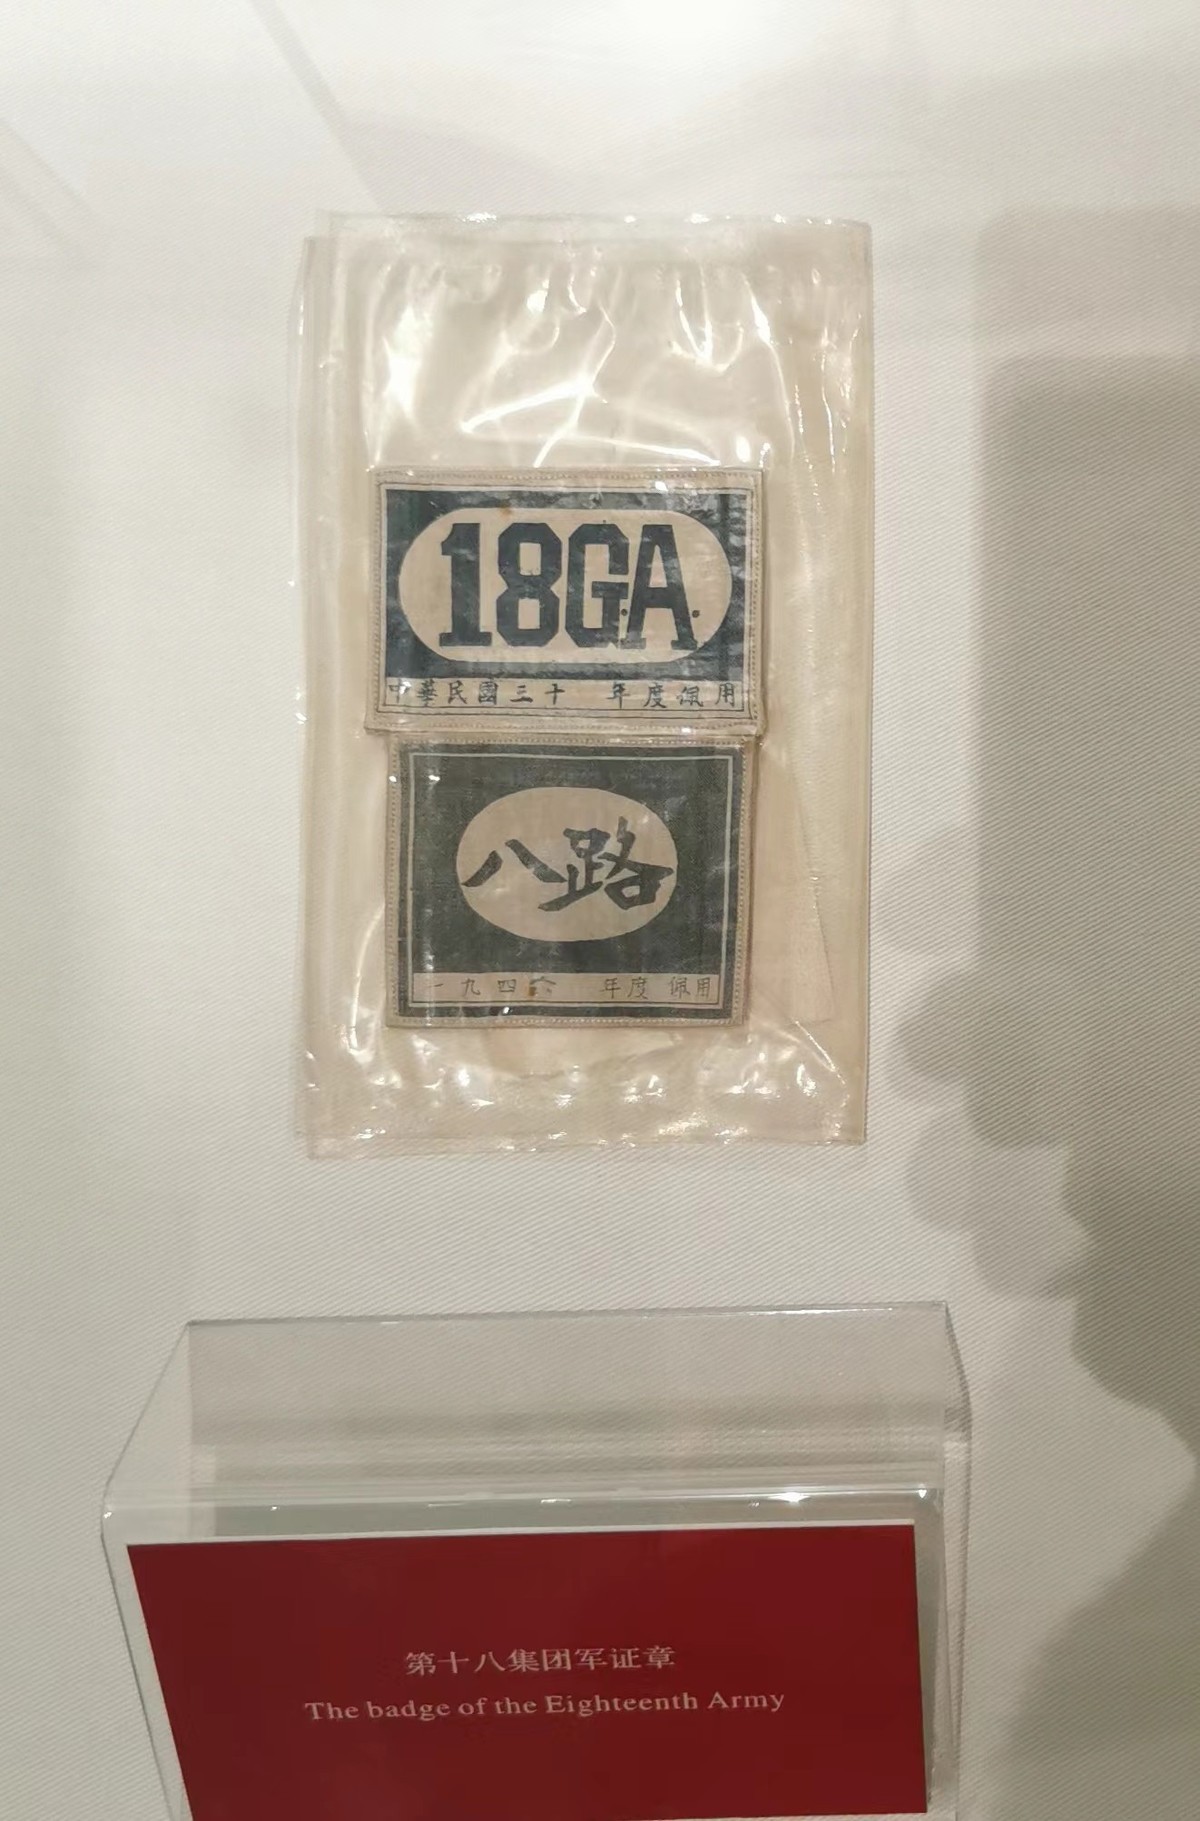 18G.A.
中華民國三十 年度佩用
八路
一九四六 年度佩用
第十八集团军证章
The badge of the Eighteenth Army